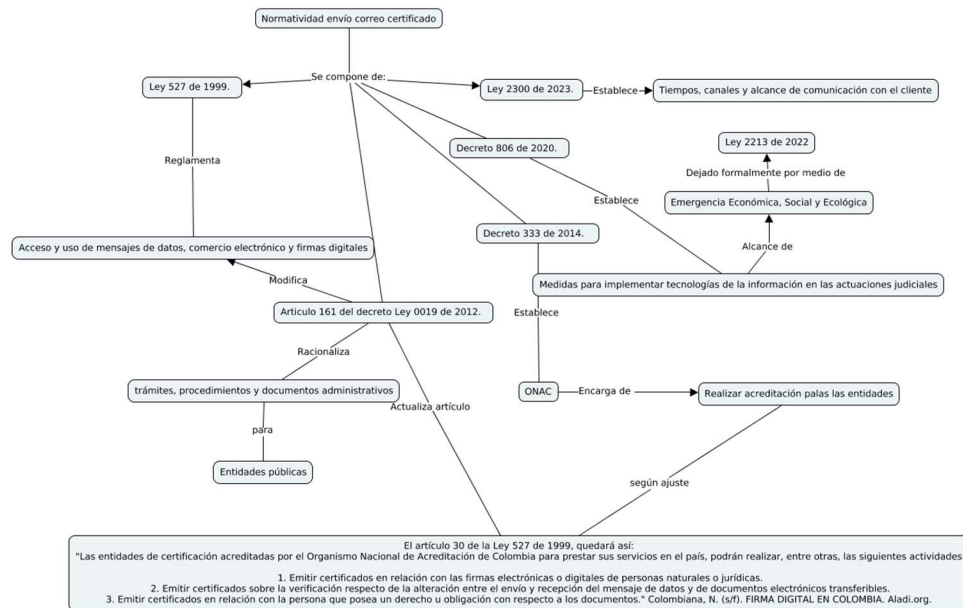 Normatividad envío correo certificado
Se compone de:
Ley 527 de 1999.
Ley 2300 de 2023.
Establece
Tiempos, canales y alcance de comunicación con el cliente
Decreto 806 de 2020.
Ley 2213 de 2022
Reglamenta
Dejado formalmente por medio de
Establece
Emergencia Económica, Social y Ecológica
Decreto 333 de 2014.
Acceso y uso de mensajes de datos, comercio electrónico y firmas digitales
Alcance de
Modifica
Medidas para implementar tecnologías de la información en las actuaciones judiciales
Articulo 161 del decreto Ley 0019 de 2012.
Establece
Racionaliza
trámites, procedimientos y documentos administrativos
ONAC
Encarga de
Realizar acreditación palas las entidades
Actualiza artículo
para
Entidades públicas
según ajuste
El artículo 30 de la Ley 527 de 1999, quedará así:
"Las entidades de certificación acreditadas por el Organismo Nacional de Acreditación de Colombia para prestar sus servicios en el país, podrán realizar, entre otras, las siguientes actividades
1. Emitir certificados en relación con las firmas electrónicas o digitales de personas naturales o jurídicas.
2. Emitir certificados sobre la verificación respecto de la alteración entre el envío y recepción del mensaje de datos y de documentos electrónicos transferibles.
3. Emitir certificados en relación con la persona que posea un derecho u obligación con respecto a los documentos." Colombiana, N. (s/f). FIRMA DIGITAL EN COLOMBIA. Aladi.org.